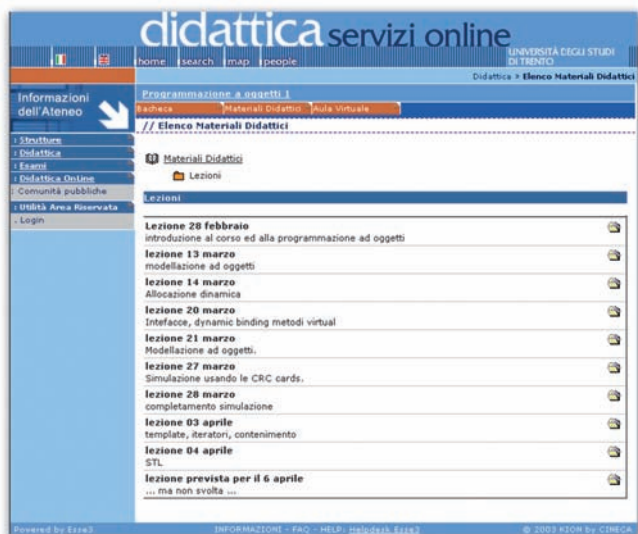 didattica servizi online
UNIVERSITÀ DEGLI STUDI
DI TRENTO
home search map people
Didattica > Elenco Materiali Didattici
Informazioni
dell'Ateneo
: Strutture
: Didattica
: Esami
: Didattica OnLine
: Comunità pubbliche
: Utilità Area Riservata
. Login
Programmazione a oggetti 1
Bacheca Materiali Didattici Aula Virtuale
// Elenco Materiali Didattici
Materiali Didattici
Lezioni
Lezioni
Lezione 28 febbraio
introduzione al corso ed alla programmazione ad oggetti
lezione 13 marzo
modellazione ad oggetti
lezione 14 marzo
Allocazione dinamica
lezione 20 marzo
Intefacce, dynamic binding metodi virtual
lezione 21 marzo
Modellazione ad oggetti.
lezione 27 marzo
Simulazione usando le CRC cards.
lezione 28 marzo
completamento simulazione
lezione 03 aprile
template, iteratori, contenimento
lezione 04 aprile
STL
lezione prevista per il 6 aprile
... ma non svolta ...
Powered by Esse3 INFORMAZIONI - FAQ - HELP: Helpdesk Esse3 © 2003 KION by CINECA